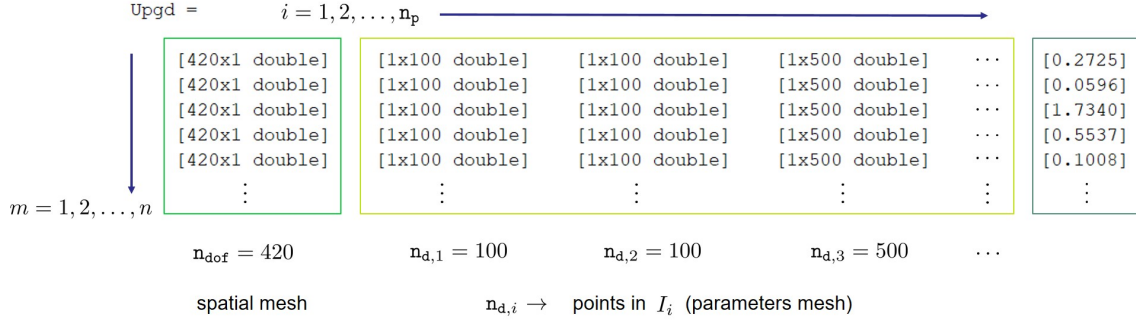 Upgd = i = 1, 2, . . . , n_p
[420x1 double] [1x100 double] [1x100 double] [1x500 double] ··· [0.2725]
[420x1 double] [1x100 double] [1x100 double] [1x500 double] ··· [0.0596]
[420x1 double] [1x100 double] [1x100 double] [1x500 double] ··· [1.7340]
[420x1 double] [1x100 double] [1x100 double] [1x500 double] ··· [0.5537]
[420x1 double] [1x100 double] [1x100 double] [1x500 double] ··· [0.1008]
⋮ ⋮ ⋮ ⋮ ⋮ ⋮
m = 1, 2, . . . , n
n_dof = 420 n_d,1 = 100 n_d,2 = 100 n_d,3 = 500 ···
spatial mesh n_d,i → points in I_i (parameters mesh)